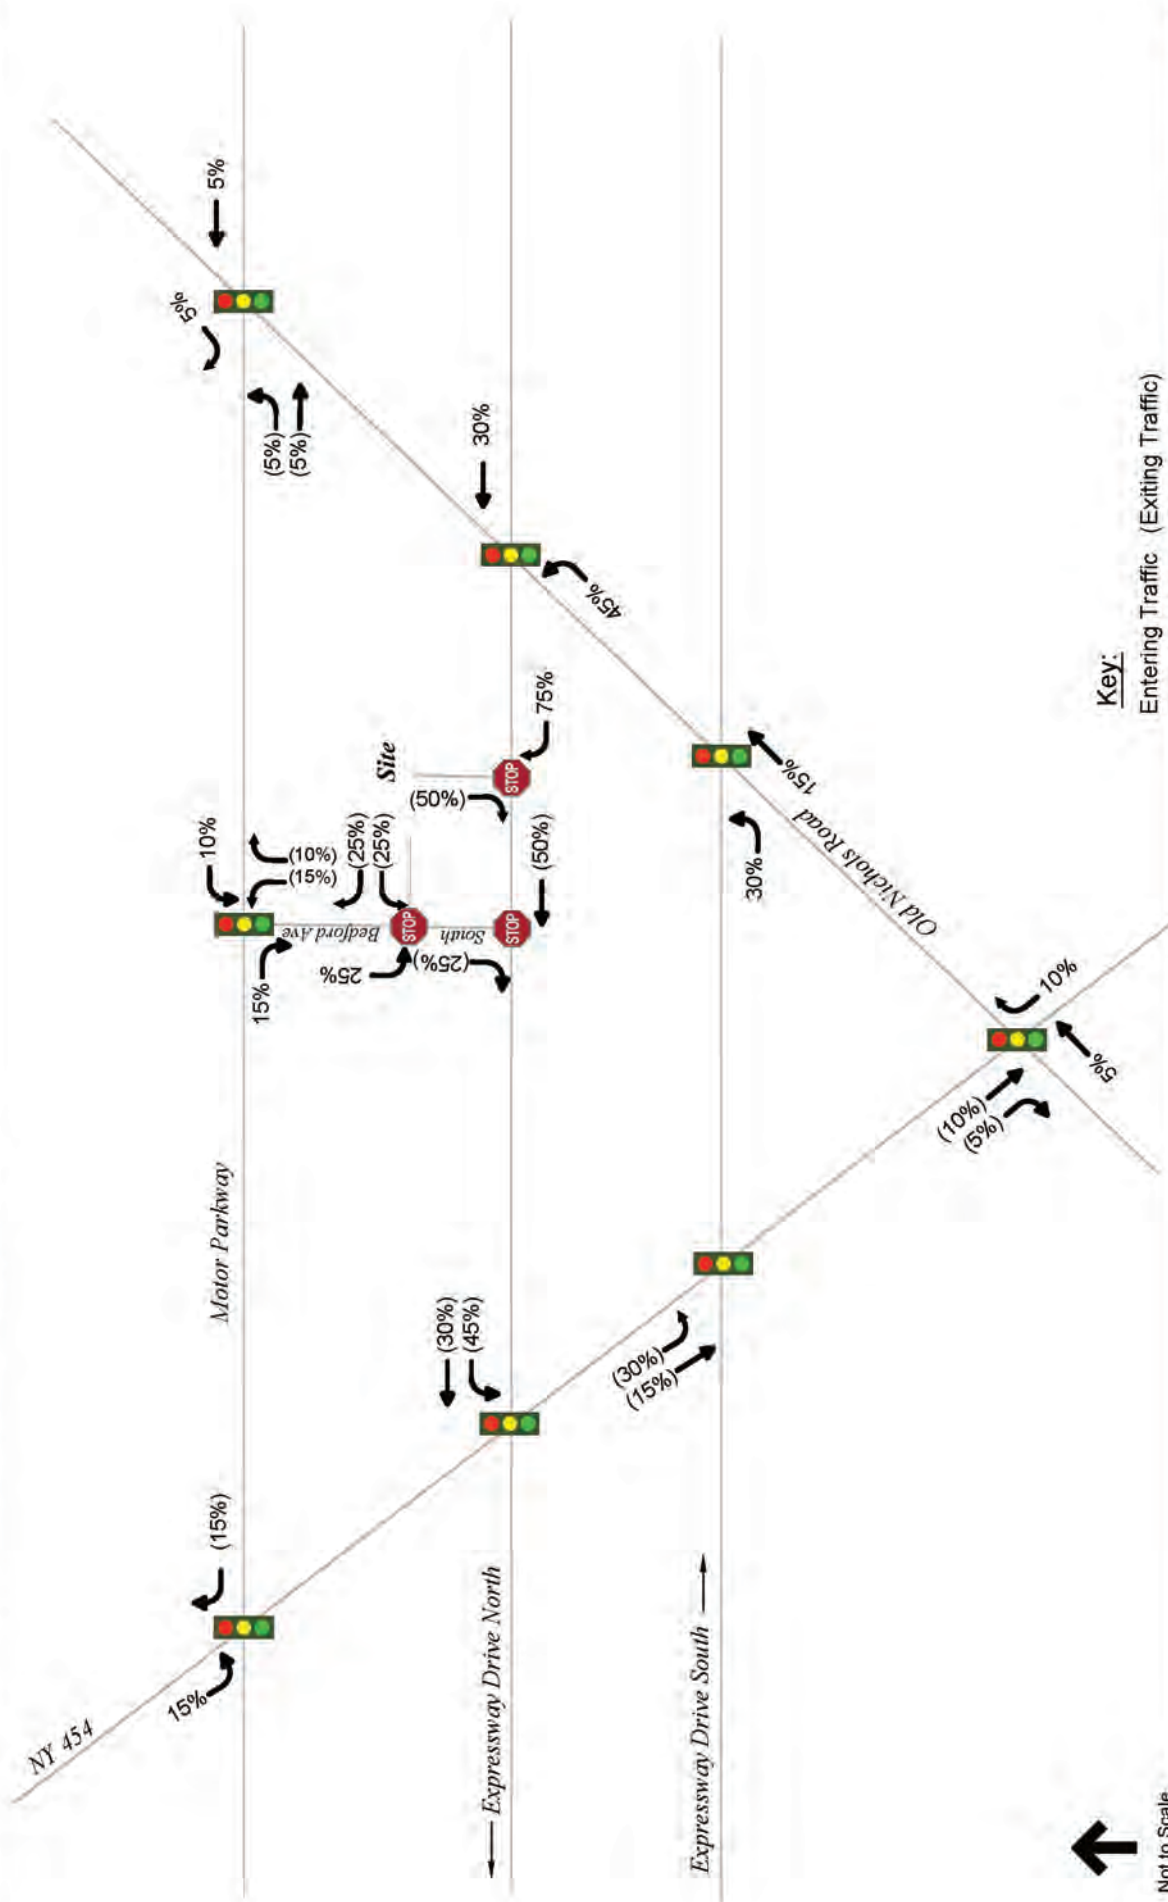 5%
5%
(5%)
(5%)
30%
45%
10%
(10%)
(15%)
15%
Motor Parkway
(15%)
15%
NY 454
Site
(25%)
(25%)
Bedford Ave
STOP
25%
South
(25%)
(50%)
STOP
75%
STOP
(50%)
(30%)
(45%)
Expressway Drive North
15%
30%
Old Nichols Road
(30%)
(15%)
Expressway Drive South
10%
5%
(10%)
(5%)
Key:
Entering Traffic (Exiting Traffic)
Not to Scale